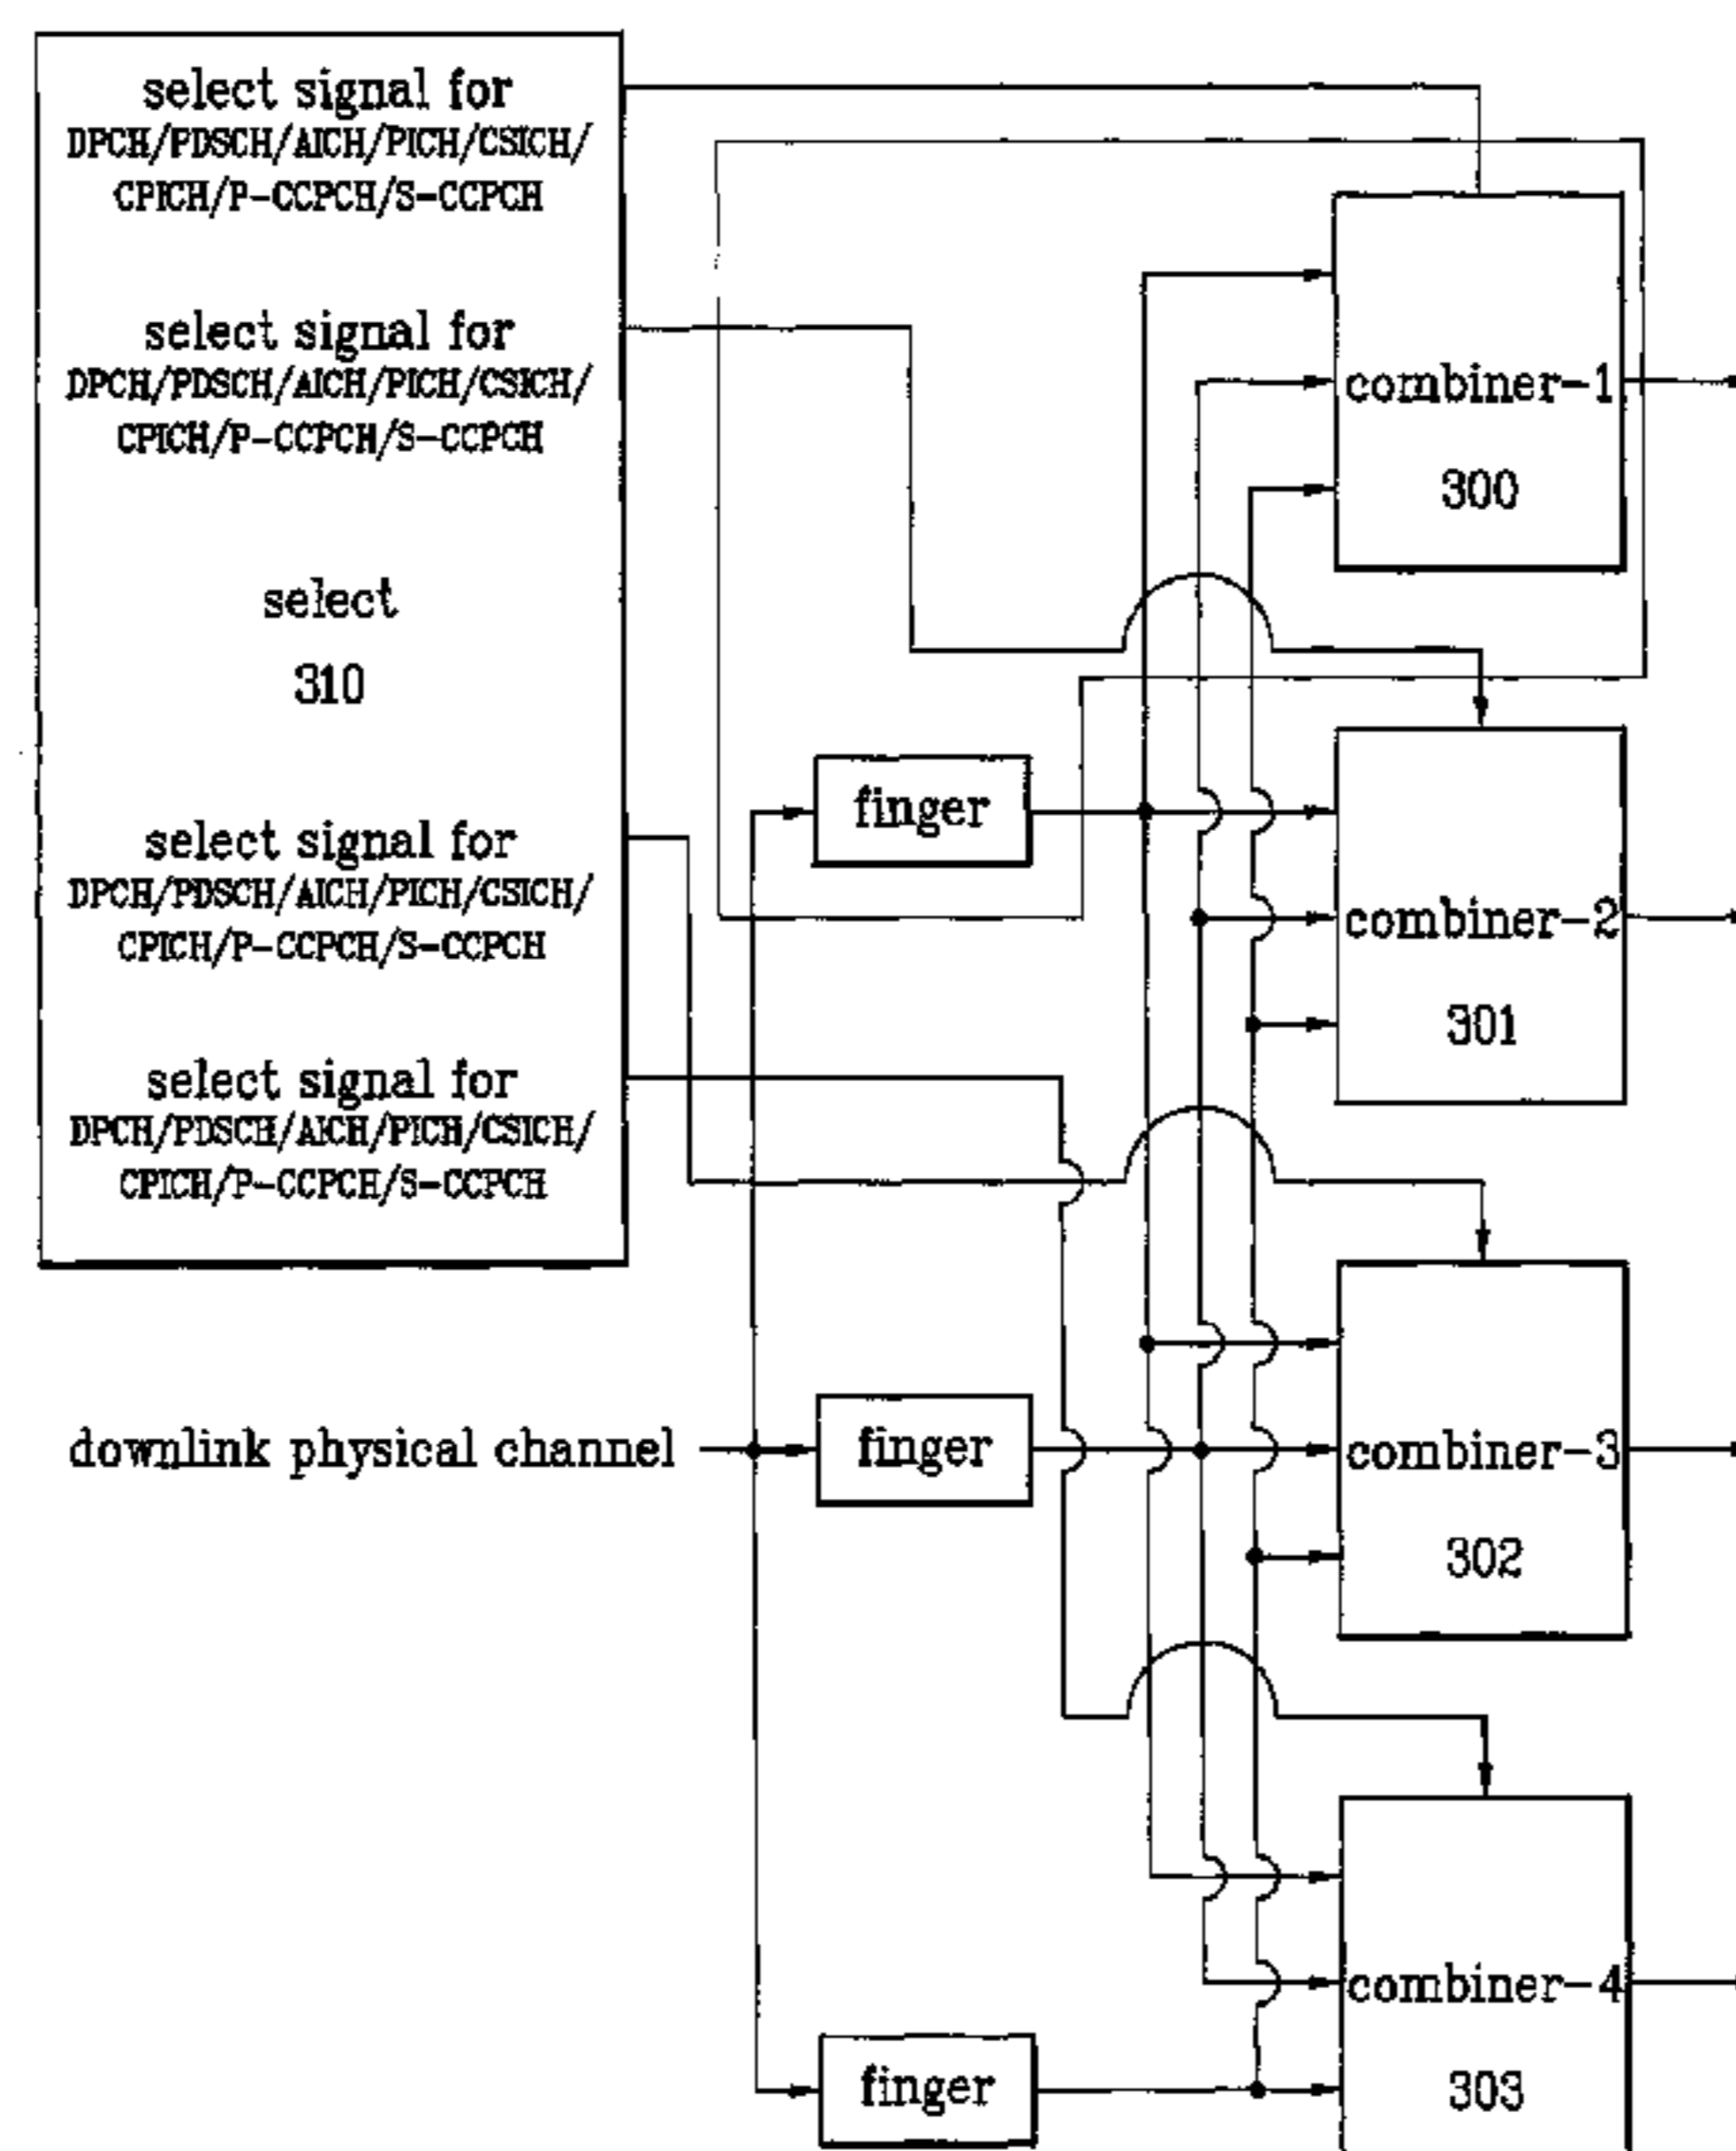 select signal for
DPCH/PDSCH/AICH/PICH/CSICH/
CPICH/P-CCPCH/S-CCPCH
select signal for
DPCH/PDSCH/AICH/PICH/CSICH/
CPICH/P-CCPCH/S-CCPCH
select
310
select signal for
DPCH/PDSCH/AICH/PICH/CSICH/
CPICH/P-CCPCH/S-CCPCH
select signal for
DPCH/PDSCH/AICH/PICH/CSICH/
CPICH/P-CCPCH/S-CCPCH
downlink physical channel
finger
finger
finger
combiner-1
300
combiner-2
301
combiner-3
302
combiner-4
303